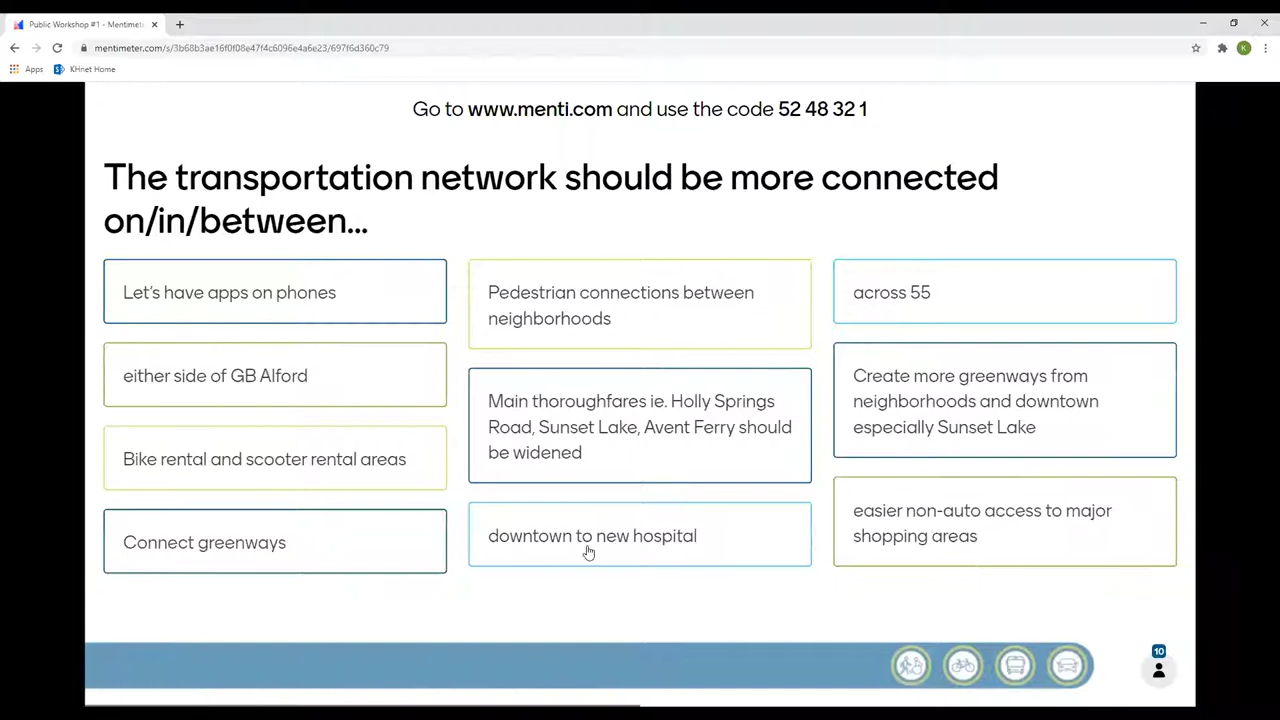 Public Workshop #1 - Mentimete
mentimeter.com/s/3b68b3ae16f0f08e47f4c6096e4a6e23/697f6d360c79
K
Apps
KHnet Home
Go to www.menti.com and use the code 52 48 32 1
The transportation network should be more connected
on/in/between...
Let's have apps on phones
either side of GB Alford
Bike rental and scooter rental areas
Connect greenways
Pedestrian connections between
neighborhoods
Main thoroughfares ie. Holly Springs
Road, Sunset Lake, Avent Ferry should
be widened
downtown to new hospital
across 55
Create more greenways from
neighborhoods and downtown
especially Sunset Lake
easier non-auto access to major
shopping areas
10